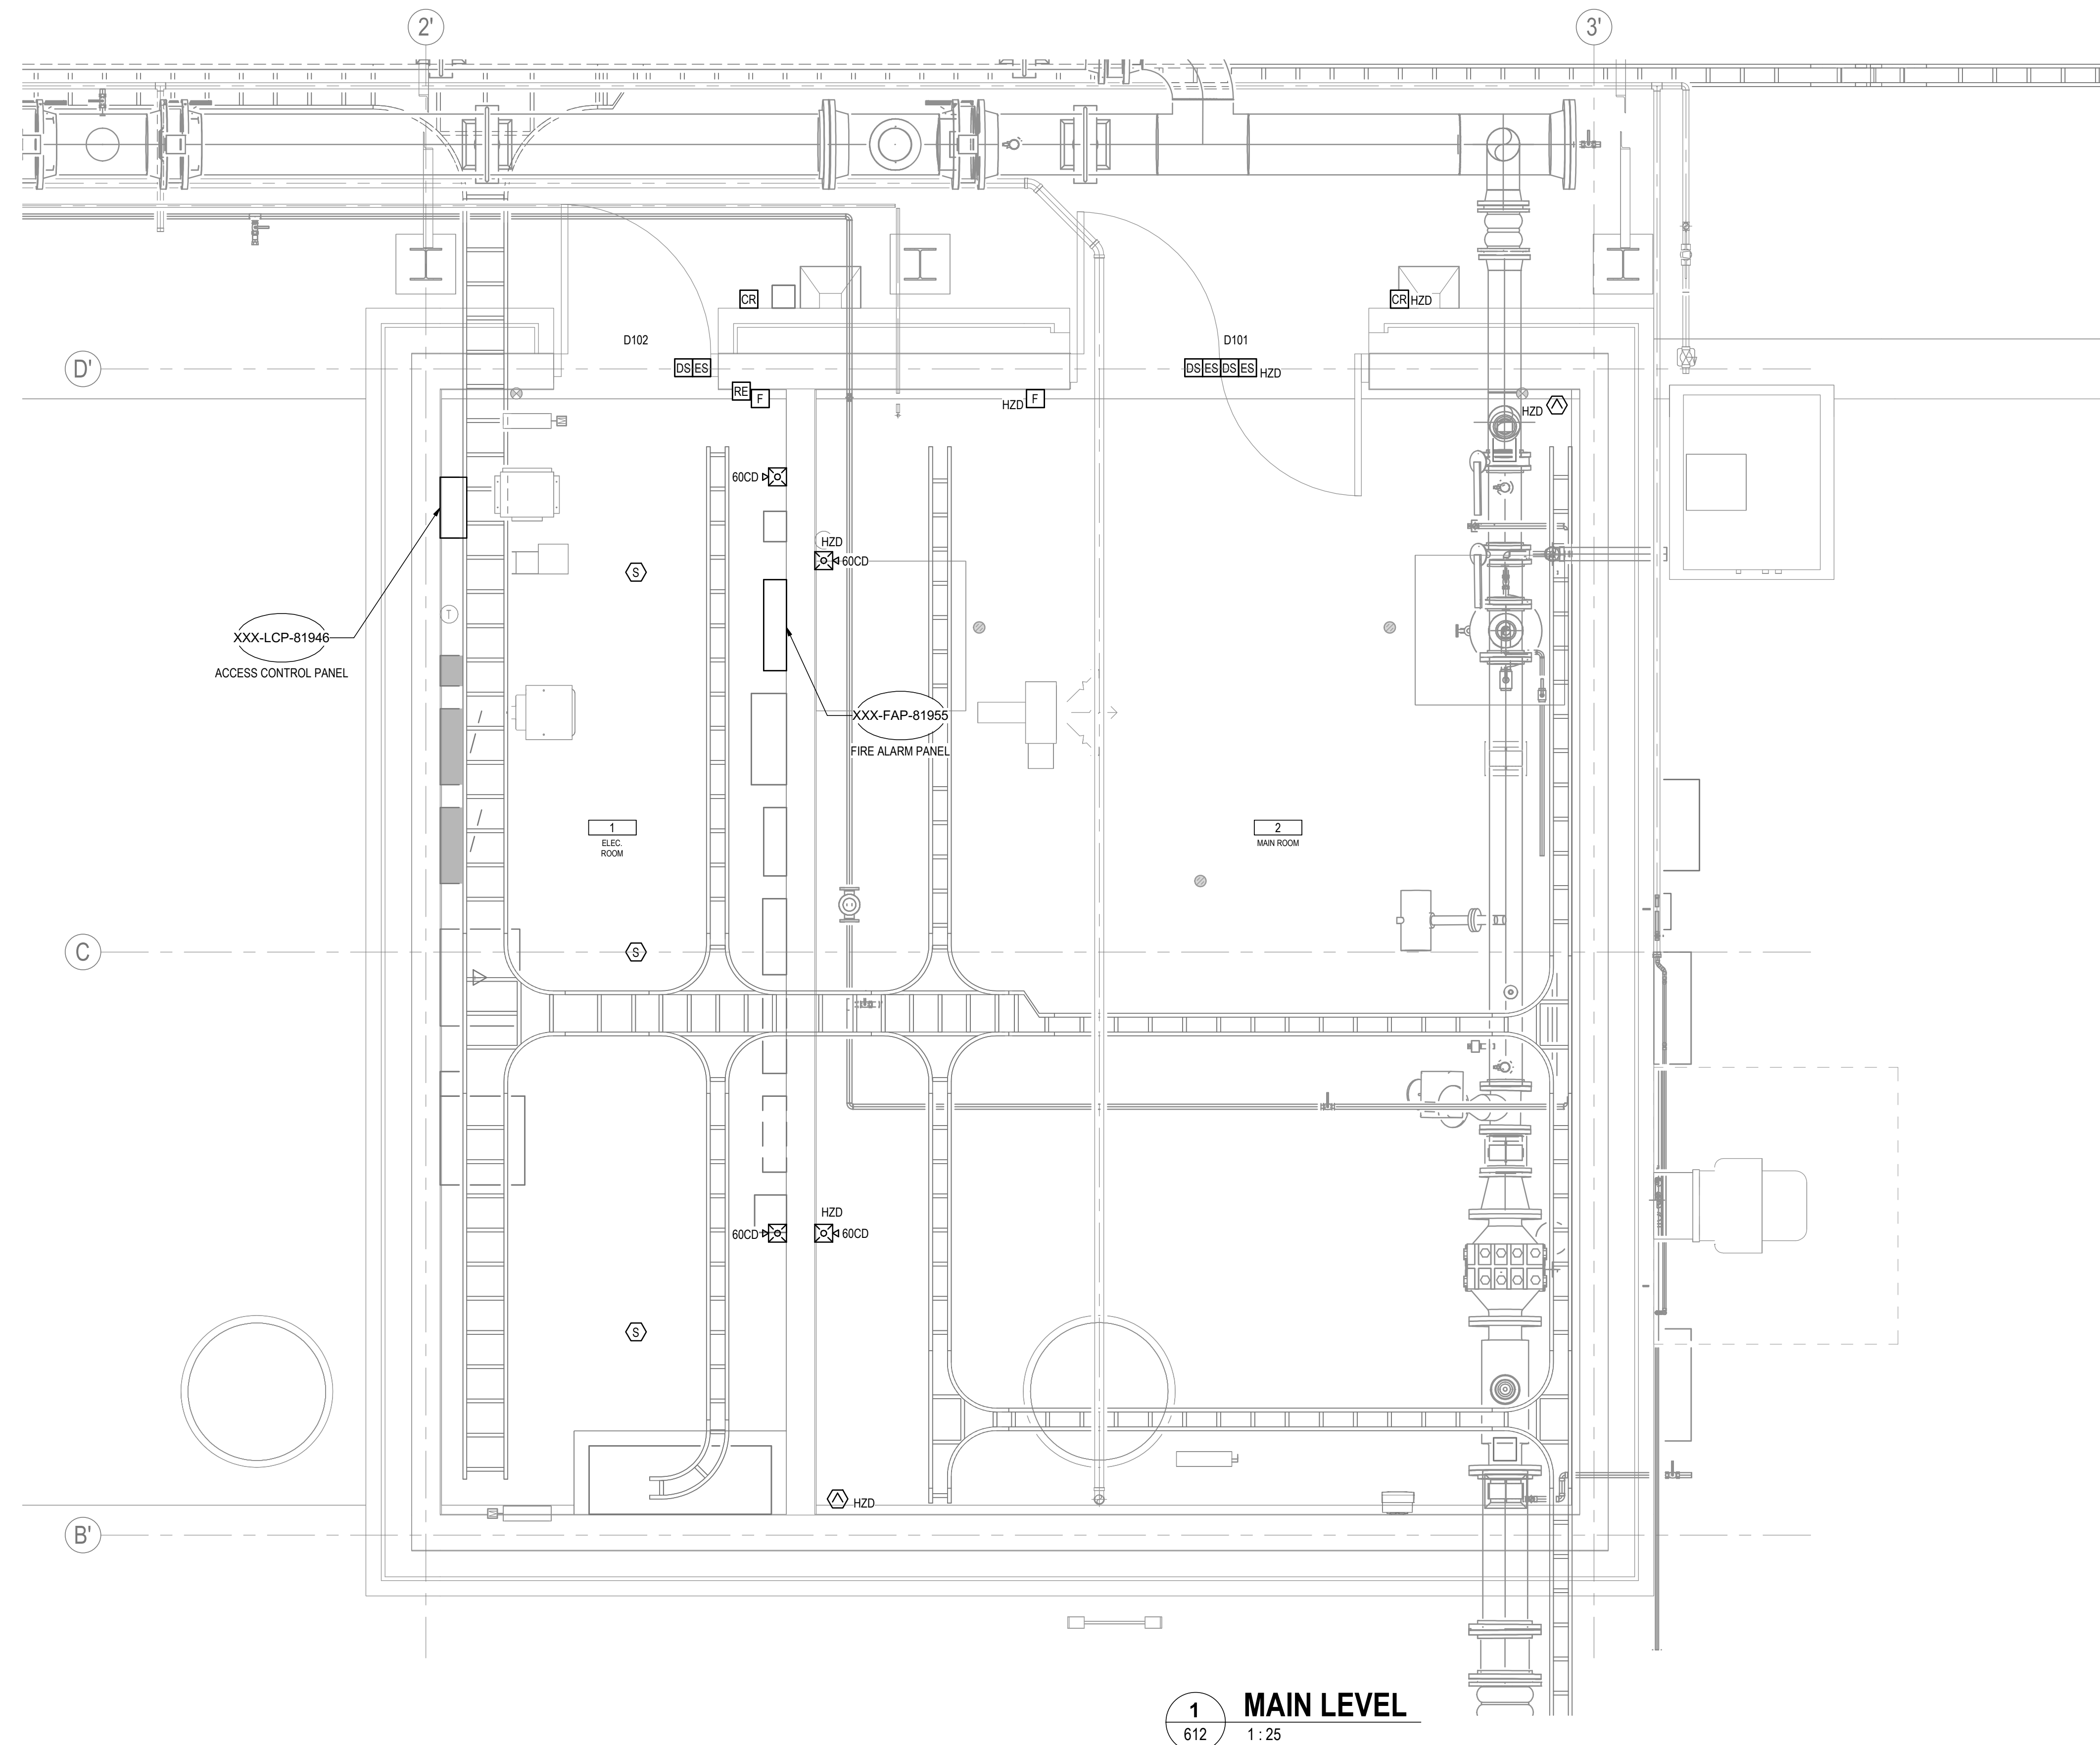 2'
3'
CR
CR HZD
D102
D101
D'
DS ES
DS ES DS ES HZD
RE
F
HZD F
HZD
60CD
HZD
60CD
S
T
XXX-LCP-81946
ACCESS CONTROL PANEL
XXX-FAP-81955
FIRE ALARM PANEL
1
ELEC.
ROOM
2
MAIN ROOM
C
S
HZD
60CD
60CD
S
HZD
B'
1
612
MAIN LEVEL
1 : 25